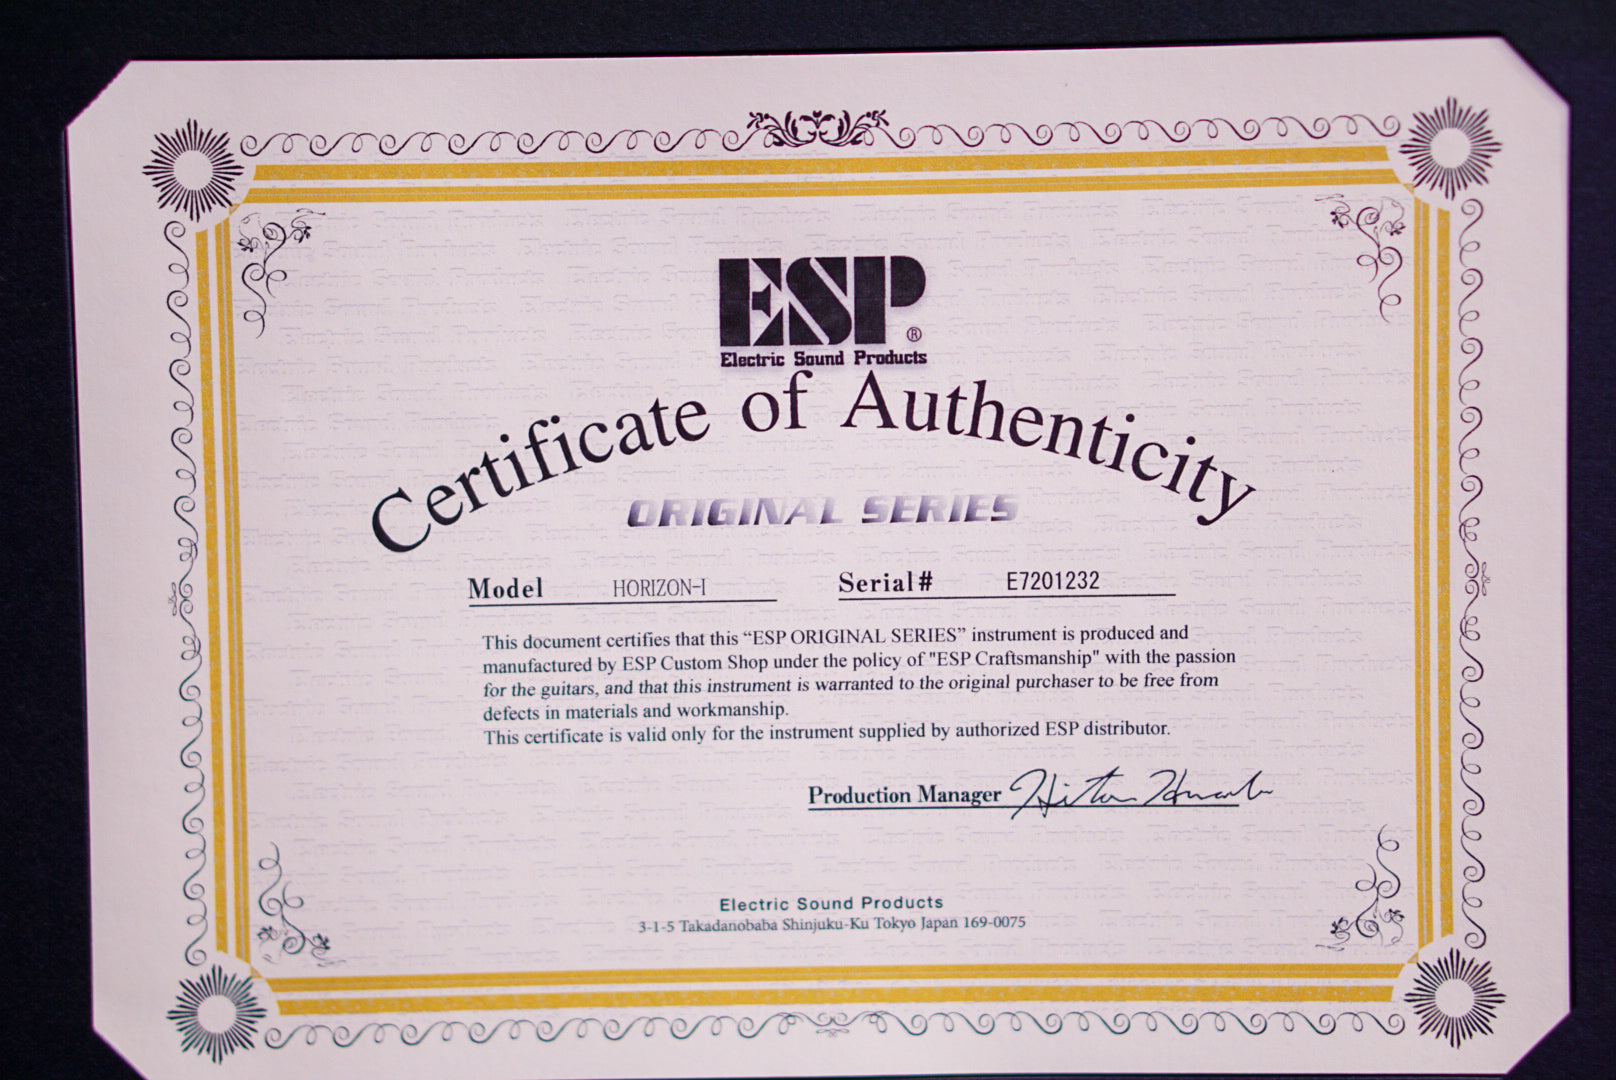 ESP®
Electric Sound Products
Certificate of Authenticity
ORIGINAL SERIES
Model HORIZON-I Serial# E7201232
This document certifies that this “ESP ORIGINAL SERIES” instrument is produced and
manufactured by ESP Custom Shop under the policy of "ESP Craftsmanship" with the passion
for the guitars, and that this instrument is warranted to the original purchaser to be free from
defects in materials and workmanship.
This certificate is valid only for the instrument supplied by authorized ESP distributor.
Production Manager
Electric Sound Products
3-1-5 Takadanobaba Shinjuku-Ku Tokyo Japan 169-0075